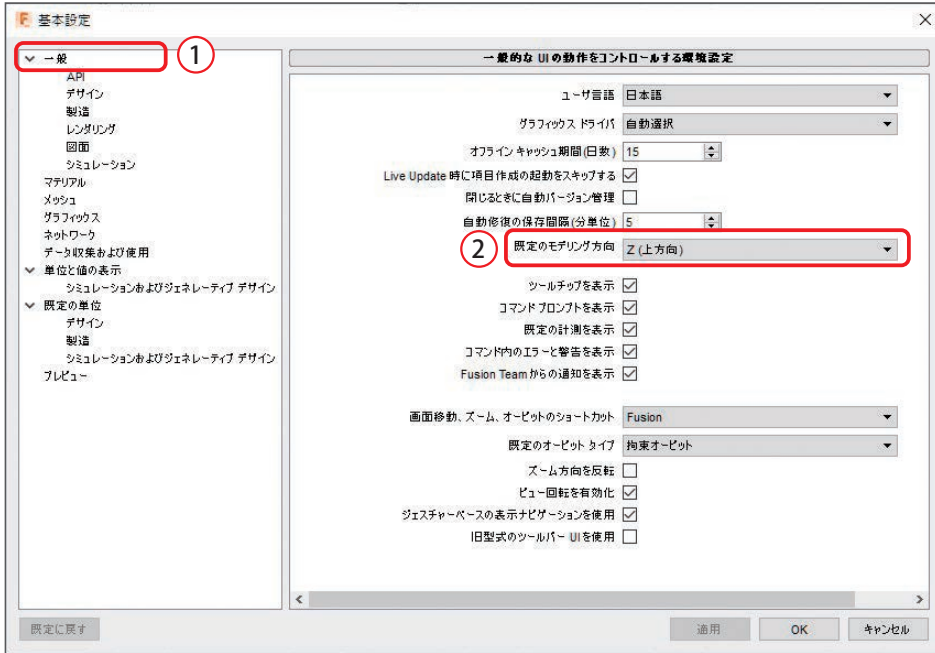 F 基本設定
一般
①
API
デザイン
製造
レンダリング
図面
シミュレーション
マテリアル
メッシュ
グラフィックス
ネットワーク
データ収集および使用
単位と値の表示
シミュレーションおよびジェネレーティブ デザイン
既定の単位
デザイン
製造
シミュレーションおよびジェネレーティブ デザイン
プレビュー
一般的な UI の動作をコントロールする環境設定
ユーザ言語 日本語
グラフィックス ドライバ 自動選択
オフライン キャッシュ期間(日数) 15
Live Update 時に項目作成の起動をスキップする
閉じるときに自動バージョン管理
自動修復の保存間隔(分単位) 5
② 既定のモデリング方向 Z (上方向)
ツールチップを表示
コマンド プロンプトを表示
既定の計測を表示
コマンド内のエラーと警告を表示
Fusion Team からの通知を表示
画面移動、ズーム、オービットのショートカット Fusion
既定のオービット タイプ 拘束オービット
ズーム方向を反転
ビュー回転を有効化
ジェスチャーベースの表示ナビゲーションを使用
旧型式のツールバー UI を使用
既定に戻す 適用 OK キャンセル